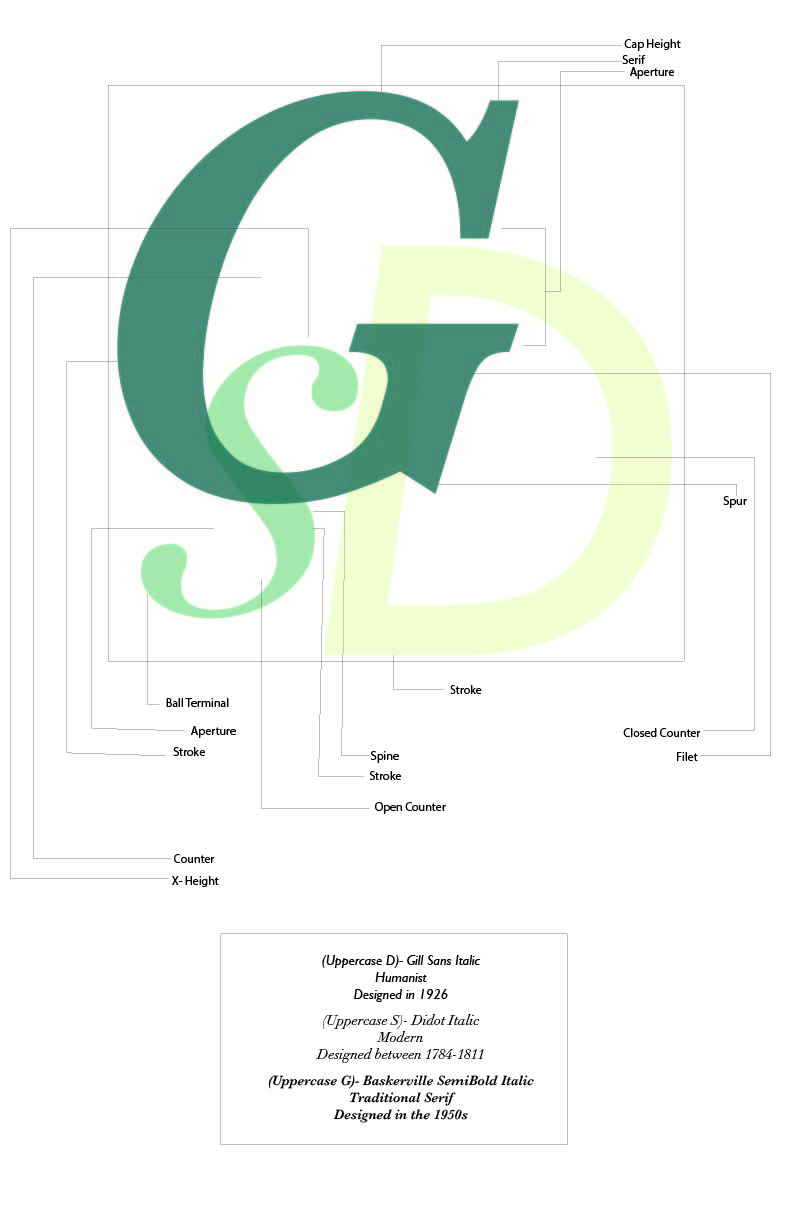 Cap Height
Serif
Aperture
G
D
s
Spur
Stroke
Ball Terminal
Aperture
Closed Counter
Stroke
Spine
Filet
Stroke
Open Counter
Counter
X- Height
(Uppercase D)- Gill Sans Italic
Humanist
Designed in 1926
(Uppercase S)- Didot Italic
Modern
Designed between 1784-1811
(Uppercase G)- Baskerville SemiBold Italic
Traditional Serif
Designed in the 1950s